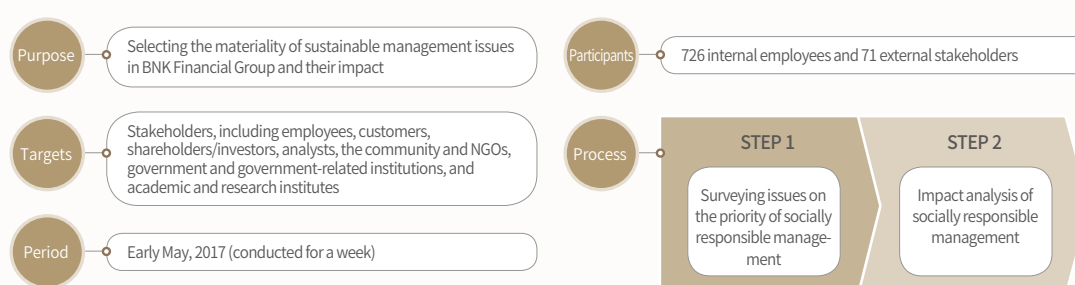 Purpose
Selecting the materiality of sustainable management issues
in BNK Financial Group and their impact
Targets
Stakeholders, including employees, customers,
shareholders/investors, analysts, the community and NGOs,
government and government-related institutions, and
academic and research institutes
Period
Early May, 2017 (conducted for a week)
Participants
726 internal employees and 71 external stakeholders
Process
STEP 1
Surveying issues on
the priority of socially
responsible manage-
ment
STEP 2
Impact analysis of
socially responsible
management